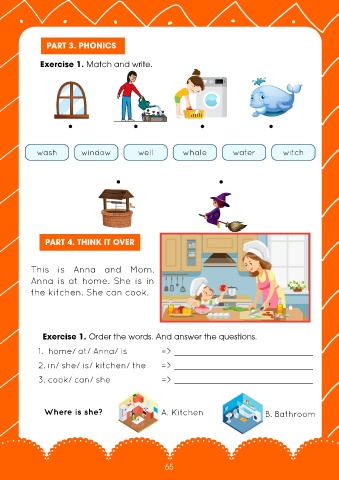 PART 3. PHONICS
Exercise 1. Match and write.
wash window well whale water witch
PART 4. THINK IT OVER
This is Anna and Mom.
Anna is at home. She is in
the kitchen. She can cook.
Exercise 1. Order the words. And answer the questions.
1. home/ at/ Anna/ is => ____________________
2. in/ she/ is/ kitchen/ the => ____________________
3. cook/ can/ she => ____________________
Where is she? A. Kitchen B. Bathroom
65